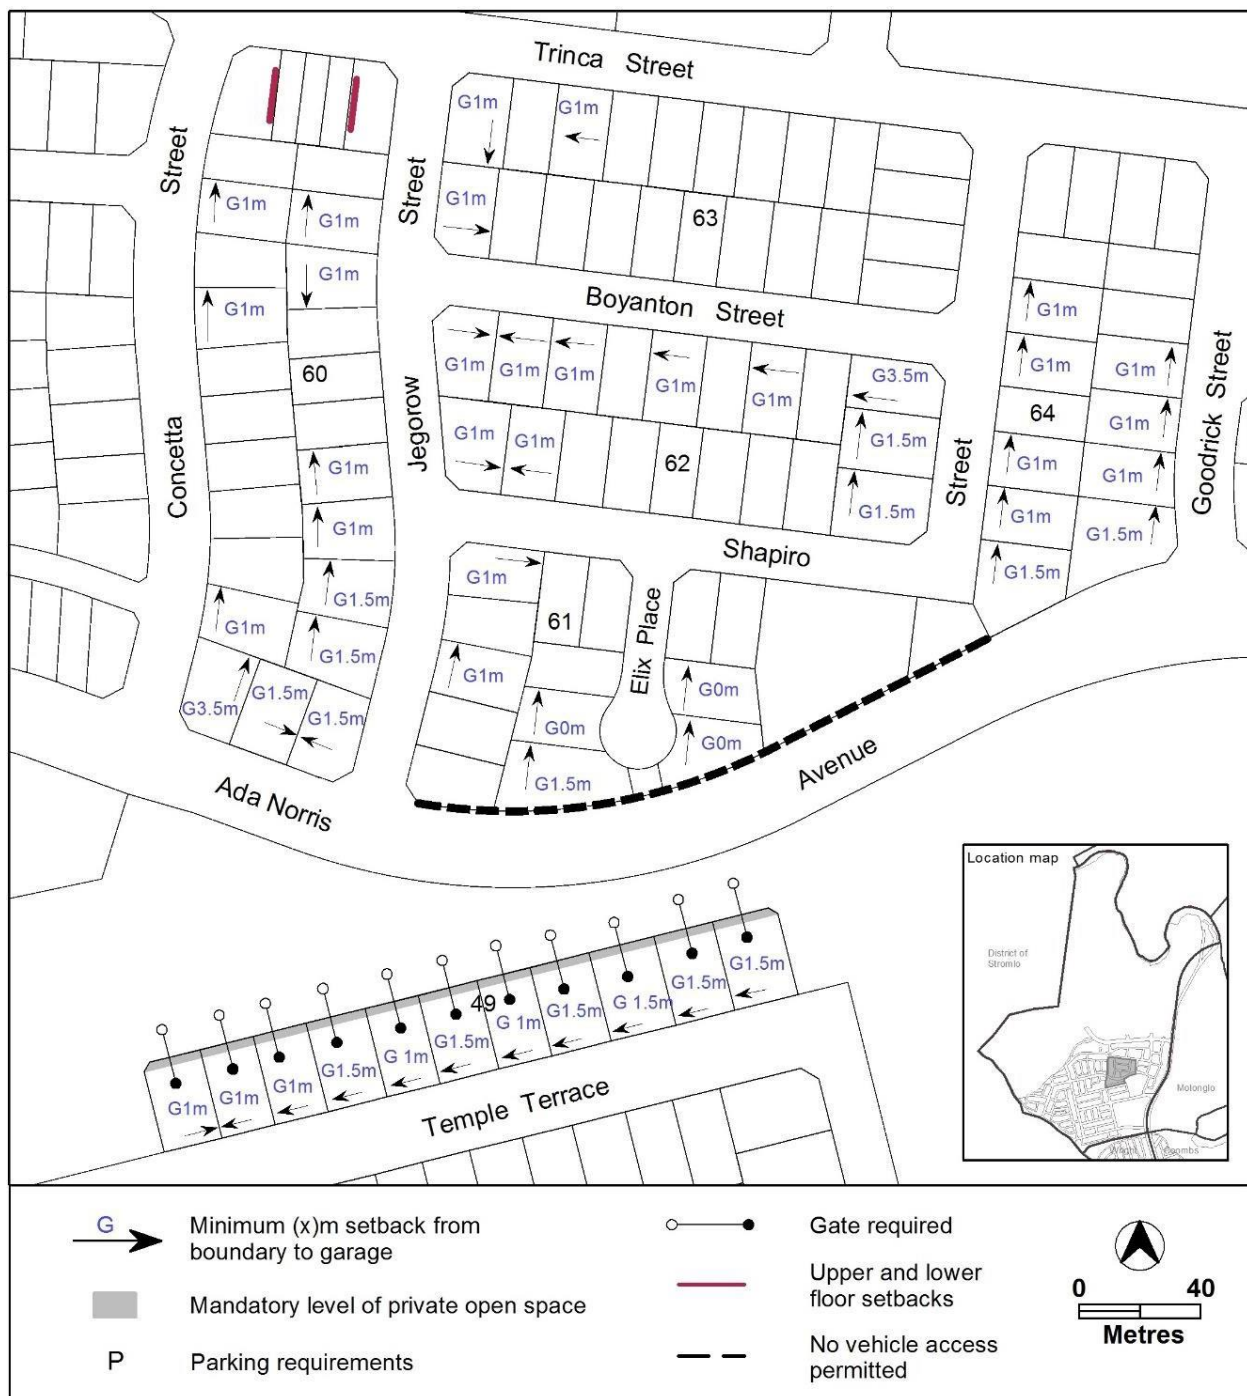 Trinca Street
G1m
G1m
Street
Street
G1m
63
G1m
G1m
G1m
G1m
Boyanton Street
G1m
G1m
G1m
G1m
G1m
G1m
G3.5m
G1m
G1m
60
64
Street
Goodrick Street
Jegorow
Concetta
G1m
G1m
62
G1.5m
G1.5m
Street
G1m
G1m
G1m
G1m
G1m
G1m
G1.5m
G1.5m
Shapiro
G1m
61
Elix Place
G1.5m
G1m
G1.5m
G1m
G0m
G3.5m
G1.5m
G1.5m
G0m
G0m
G1.5m
Ada Norris
Avenue
Location map
District of
Stromlo
Molonglo
Wright
Coombs
49
G1m
G1m
G1m
G1.5m
G 1m
G1.5m
G 1m
G1.5m
G 1.5m
G1.5m
G1.5m
Temple Terrace
G
Minimum (x)m setback from
boundary to garage
Mandatory level of private open space
P
Parking requirements
Gate required
Upper and lower
floor setbacks
No vehicle access
permitted
0 40
Metres